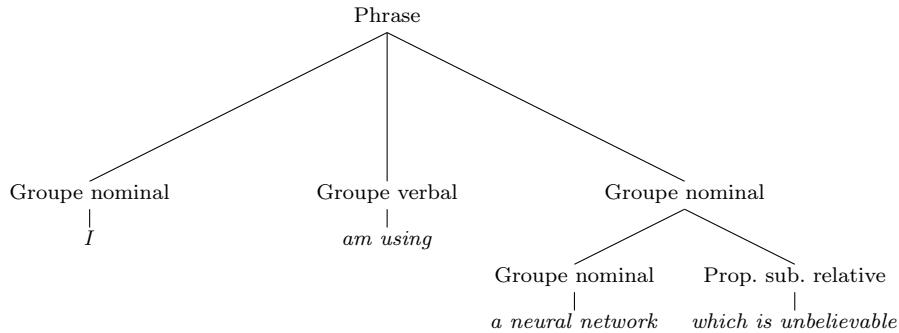 Phrase
Groupe nominal Groupe verbal Groupe nominal
I am using
Groupe nominal Prop. sub. relative
a neural network which is unbelievable